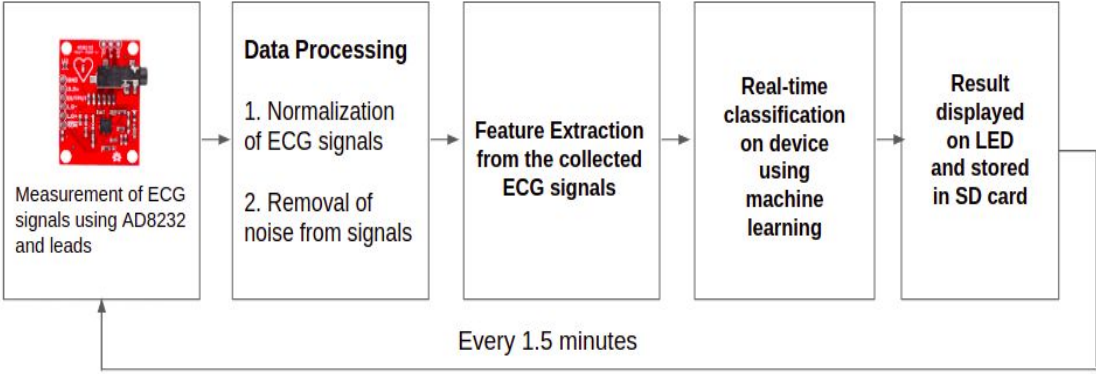 Measurement of ECG
signals using AD8232
and leads
Data Processing
1. Normalization
of ECG signals
2. Removal of
noise from signals
Feature Extraction
from the collected
ECG signals
Real-time
classification
on device
using
machine
learning
Result
displayed
on LED
and stored
in SD card
Every 1.5 minutes